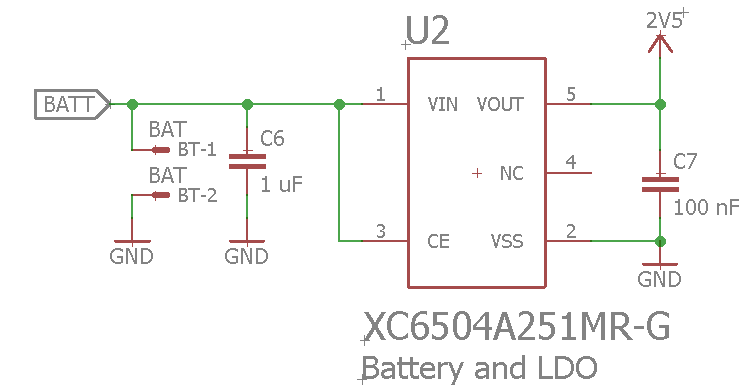 2V5
U2
BATT
1
VIN
VOUT
5
BAT
BT-1
C6
1 uF
BAT
BT-2
NC
4
C7
100 nF
3
CE
VSS
2
GND
GND
GND
XC6504A251MR-G
Battery and LDO